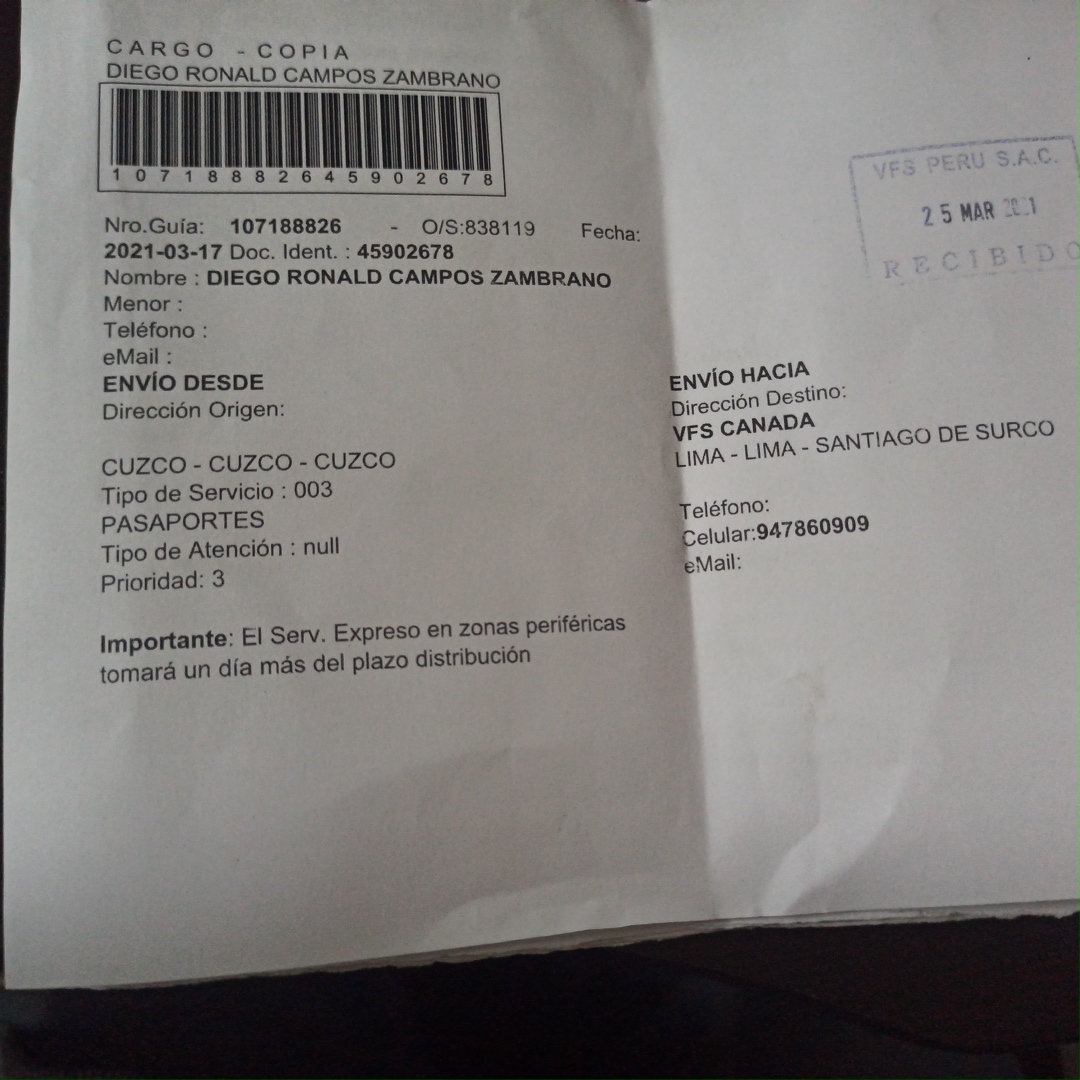 CARGO - COPIA
DIEGO RONALD CAMPOS ZAMBRANO
10718882645902678
Nro.Guía: 107188826 - O/S:838119 Fecha:
2021-03-17 Doc. Ident. : 45902678
Nombre : DIEGO RONALD CAMPOS ZAMBRANO
Menor :
Teléfono :
eMail :
ENVÍO DESDE
Dirección Origen:
CUZCO - CUZCO - CUZCO
Tipo de Servicio : 003
PASAPORTES
Tipo de Atención : null
Prioridad: 3
Importante: El Serv. Expreso en zonas periféricas
tomará un día más del plazo distribución
VFS PERU S.A.C.
25 MAR 2021
RECIBIDO
ENVÍO HACIA
Dirección Destino:
VFS CANADA
LIMA - LIMA - SANTIAGO DE SURCO
Teléfono:
Celular:947860909
eMail: